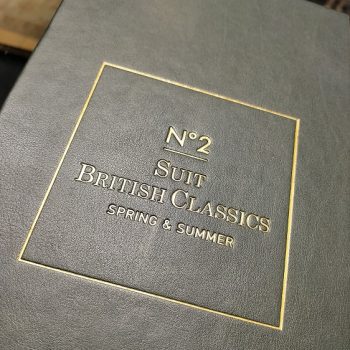 N°2
SUIT
BRITISH CLASSICS
SPRING & SUMMER